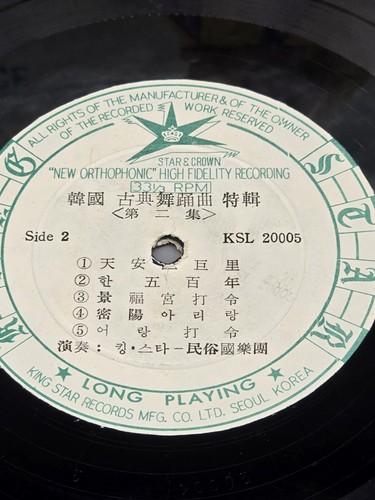 ALL RIGHTS OF THE MANUFACTURER & OF THE OWNER
OF THE RECORDED WORK RESERVED
STAR & CROWN
"NEW ORTHOPHONIC" HIGH FIDELITY RECORDING
33⅓ RPM
韓國 古典舞踊曲 特輯
<第二集>
Side 2 KSL 20005
① 天安三巨里
② 한五百年
③ 景福宮打令
④ 密陽아리랑
⑤ 어랑打令
演奏: 킹·스타-民俗國樂團
★ LONG PLAYING ★
KING STAR RECORDS MFG. CO. LTD. SEOUL KOREA